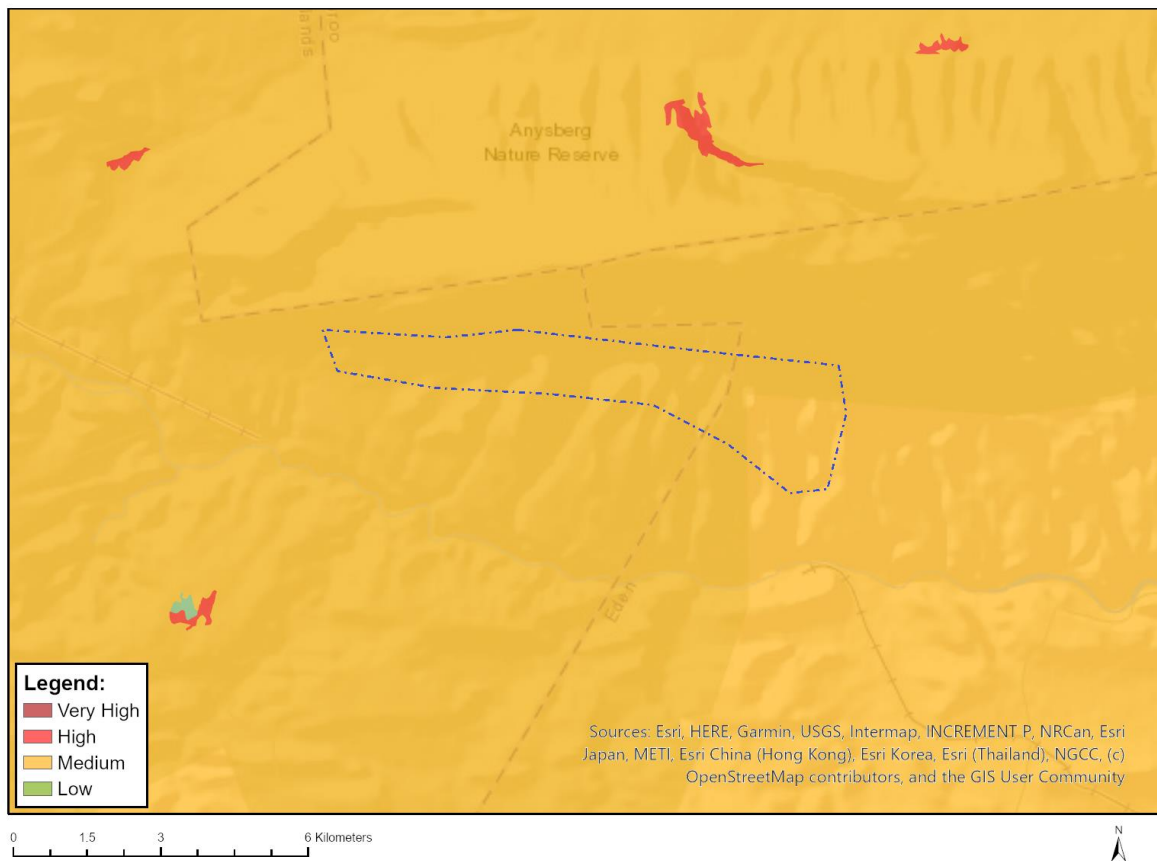 roo
lands
Anysberg
Nature Reserve
Eden
Legend:
Very High
High
Medium
Low
Sources: Esri, HERE, Garmin, USGS, Intermap, INCREMENT P, NRCan, Esri
Japan, METI, Esri China (Hong Kong), Esri Korea, Esri (Thailand), NGCC, (c)
OpenStreetMap contributors, and the GIS User Community
0 1.5 3 6 Kilometers
N